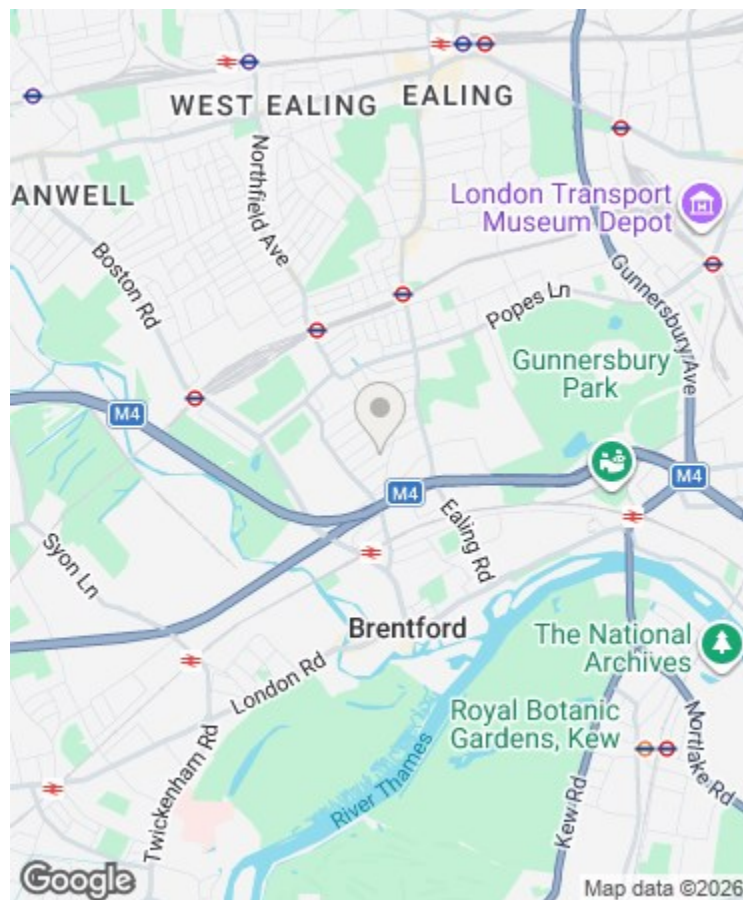 WEST EALING
EALING
ANWELL
Northfield Ave
London Transport
Museum Depot
Boston Rd
Gunnersbury Ave
Popes Ln
Gunnersbury
Park
M4
M4
M4
Ealing Rd
Syon Ln
Brentford
The National
Archives
London Rd
Royal Botanic
Gardens, Kew
Mortlake Rd
Twickenham Rd
River Thames
Kew Rd
Google
Map data ©2026